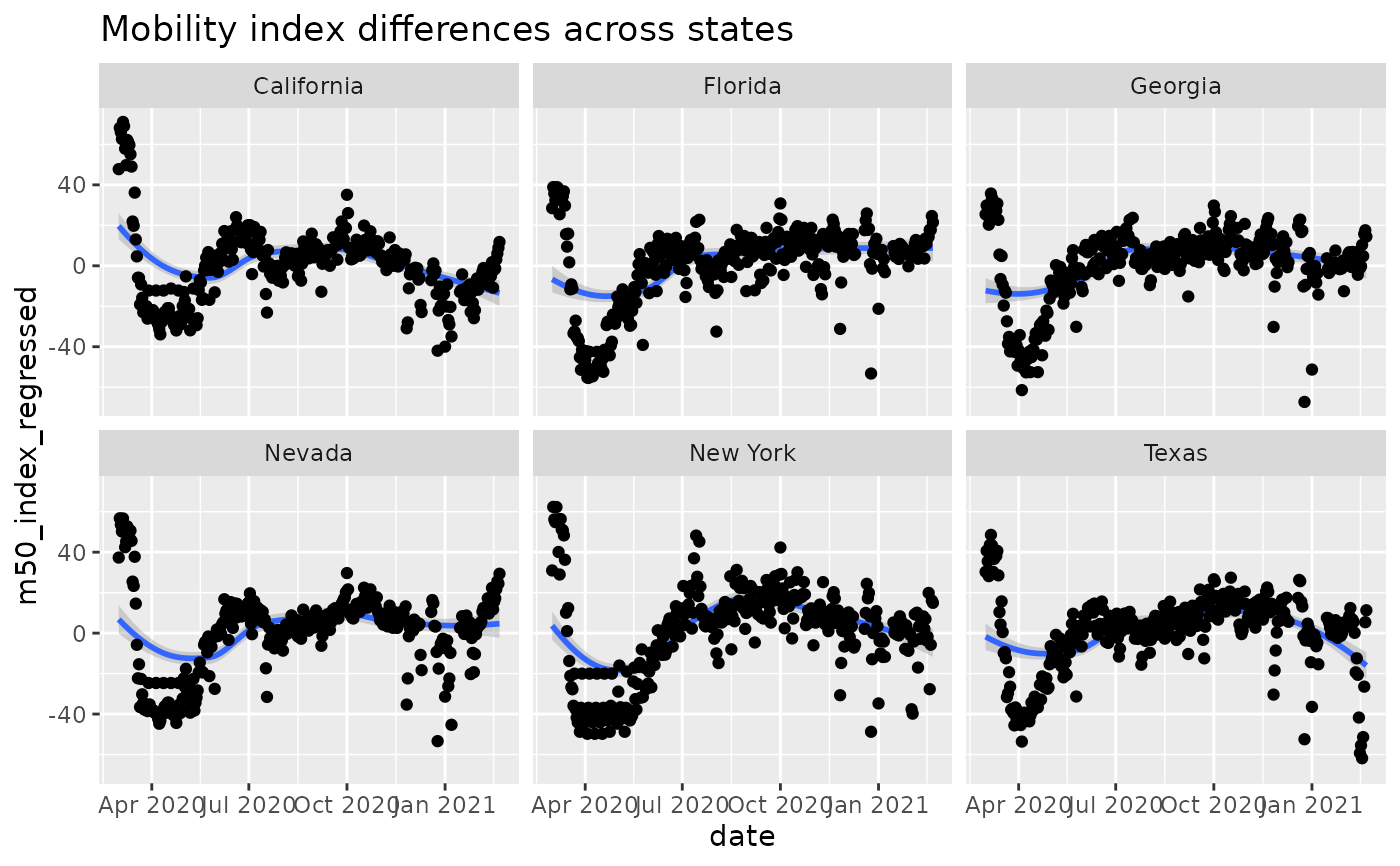 Mobility index differences across states
California Florida Georgia
40
0
-40
Nevada New York Texas
40
0
-40
m50_index_regressed
Apr 2020 Jul 2020 Oct 2020 Jan 2021 Apr 2020 Jul 2020 Oct 2020 Jan 2021 Apr 2020 Jul 2020 Oct 2020 Jan 2021
date